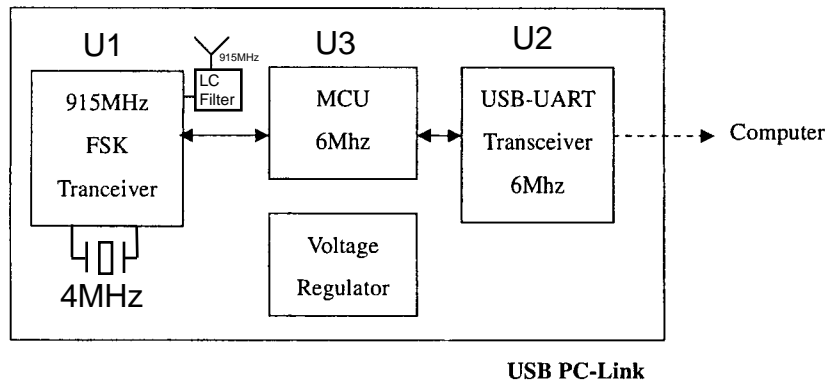 U1
U3
U2
915MHz
LC
Filter
915MHz
FSK
Tranceiver
MCU
6Mhz
USB-UART
Transceiver
6Mhz
Computer
Voltage
Regulator
4MHz
USB PC-Link